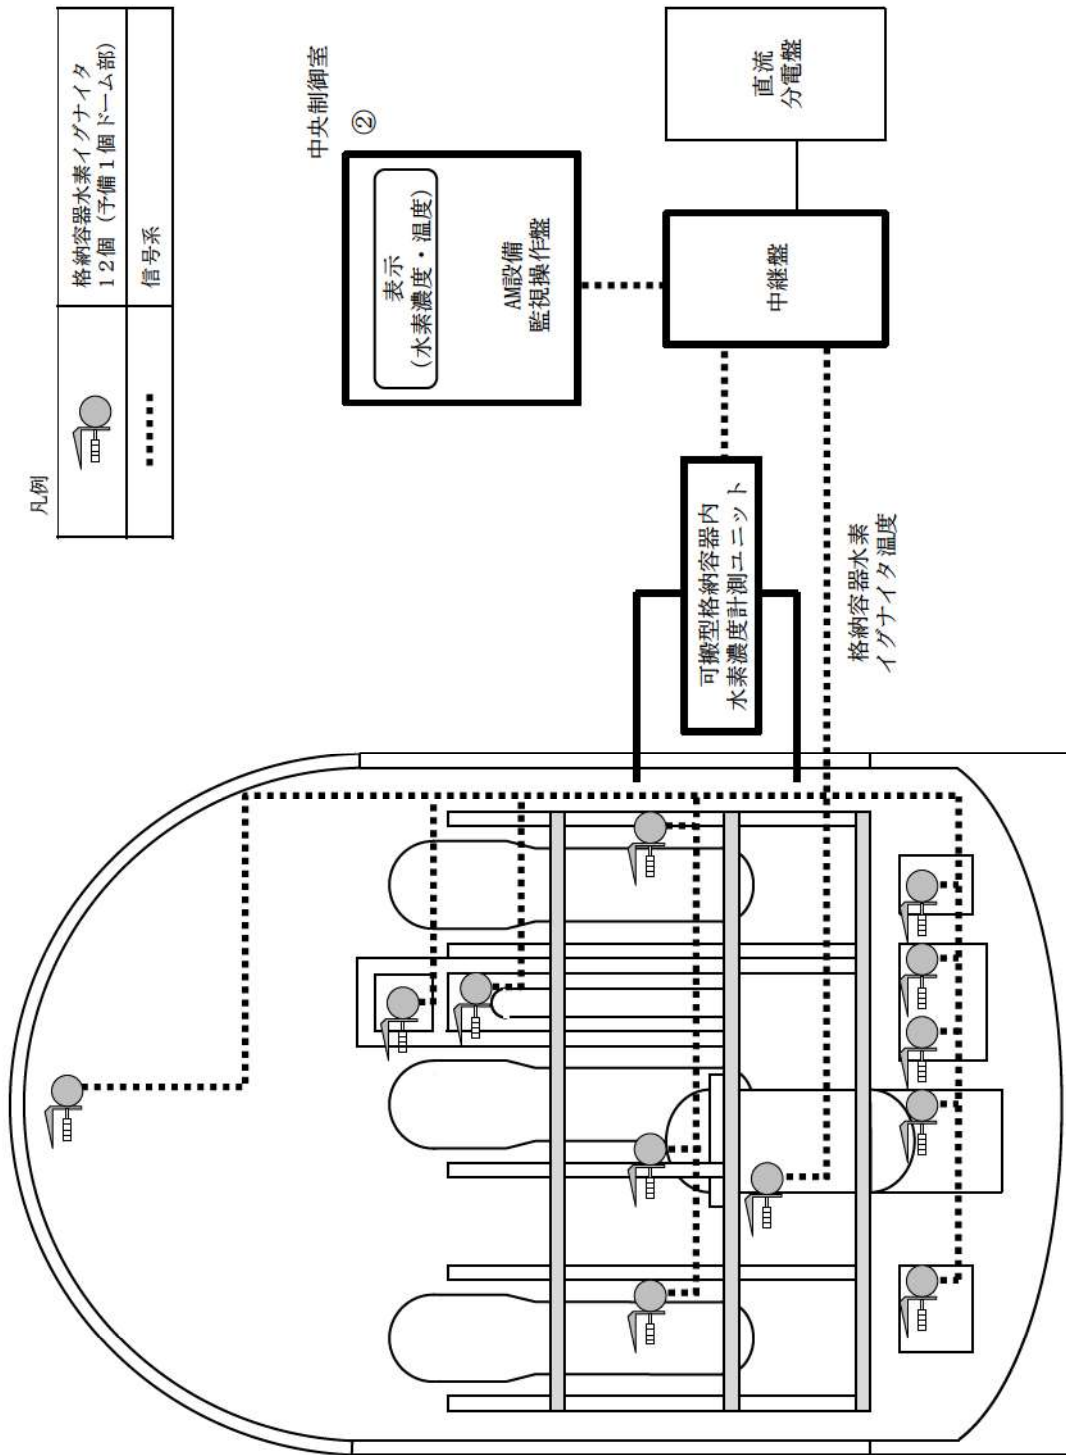 凡例
格納容器水素イグナイタ
12個（予備1個ドーム部）
信号系
中央制御室
②
表示
（水素濃度・温度）
AM設備
監視操作盤
中継盤
直流
分電盤
可搬型格納容器内
水素濃度計測ユニット
格納容器水素
イグナイタ温度